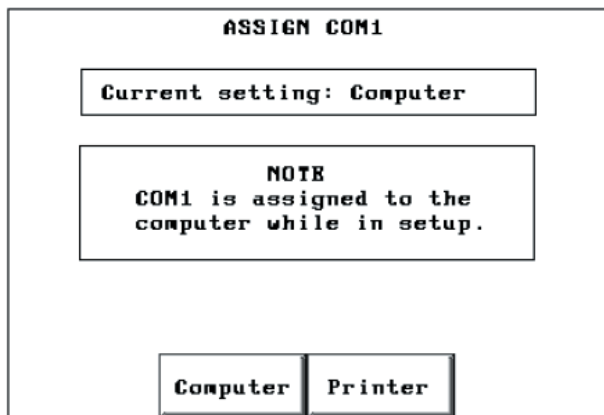 ASSIGN COM1
Current setting: Computer
NOTE
COM1 is assigned to the
computer while in setup.
Computer
Printer